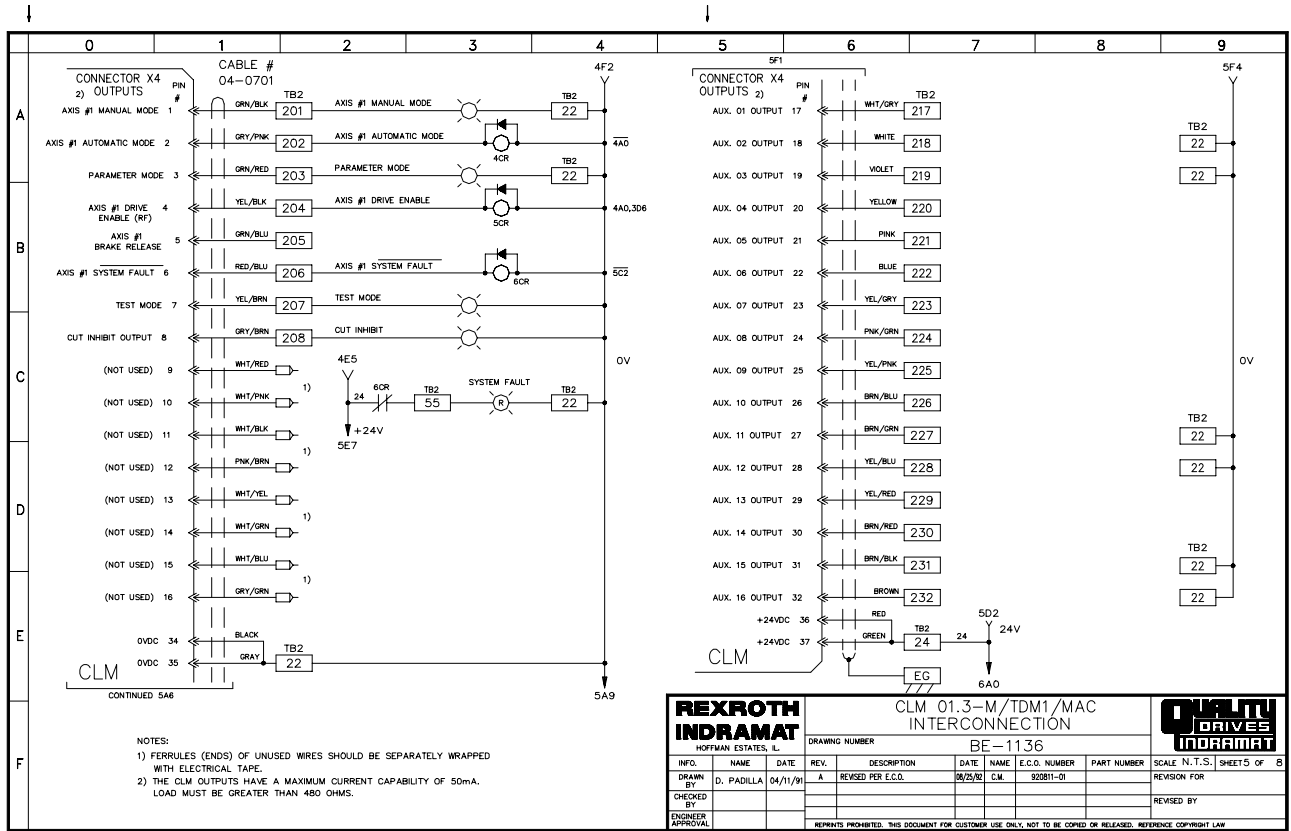 0 1 2 3 4 5 6 7 8 9
A
B
C
D
E
F
CONNECTOR X4
2) OUTPUTS
PIN
#
CABLE #
04-0701
4F2
AXIS #1 MANUAL MODE 1 GRN/BLK TB2 201 AXIS #1 MANUAL MODE TB2 22
AXIS #1 AUTOMATIC MODE 2 GRY/PNK 202 AXIS #1 AUTOMATIC MODE 4CR 4A0
PARAMETER MODE 3 GRN/RED 203 PARAMETER MODE TB2 22
AXIS #1 DRIVE
ENABLE (RF)
4 YEL/BLK 204 AXIS #1 DRIVE ENABLE 5CR 4A0,3D6
AXIS #1
BRAKE RELEASE
5 GRN/BLU 205
AXIS #1 SYSTEM FAULT 6 RED/BLU 206 AXIS #1 SYSTEM FAULT 6CR 5C2
TEST MODE 7 YEL/BRN 207 TEST MODE
CUT INHIBIT OUTPUT 8 GRY/BRN 208 CUT INHIBIT
0V
(NOT USED) 9 WHT/RED
1)
(NOT USED) 10 WHT/PNK
(NOT USED) 11 WHT/BLK
1)
(NOT USED) 12 PNK/BRN
(NOT USED) 13 WHT/YEL
1)
(NOT USED) 14 WHT/GRN
(NOT USED) 15 WHT/BLU
1)
(NOT USED) 16 GRY/GRN
4E5
24 6CR TB2 55 SYSTEM FAULT R TB2 22
+24V
5E7
0VDC 34 BLACK
0VDC 35 GRAY TB2 22
5A9
CLM
CONTINUED 5A6
5F1
CONNECTOR X4
OUTPUTS 2)
PIN
#
5F4
AUX. 01 OUTPUT 17 WHT/GRY TB2 217
AUX. 02 OUTPUT 18 WHITE 218 TB2 22
AUX. 03 OUTPUT 19 VIOLET 219 22
AUX. 04 OUTPUT 20 YELLOW 220
AUX. 05 OUTPUT 21 PINK 221
AUX. 06 OUTPUT 22 BLUE 222
AUX. 07 OUTPUT 23 YEL/GRY 223
AUX. 08 OUTPUT 24 PNK/GRN 224
0V
AUX. 09 OUTPUT 25 YEL/PNK 225
AUX. 10 OUTPUT 26 BRN/BLU 226
AUX. 11 OUTPUT 27 BRN/GRN 227 TB2 22
AUX. 12 OUTPUT 28 YEL/BLU 228 22
AUX. 13 OUTPUT 29 YEL/RED 229
AUX. 14 OUTPUT 30 BRN/RED 230
AUX. 15 OUTPUT 31 BRN/BLK 231 TB2 22
AUX. 16 OUTPUT 32 BROWN 232 22
+24VDC 36 RED
5D2
24V
+24VDC 37 GREEN TB2 24 24
CLM
EG
6A0
NOTES:
1) FERRULES (ENDS) OF UNUSED WIRES SHOULD BE SEPARATELY WRAPPED
WITH ELECTRICAL TAPE.
2) THE CLM OUTPUTS HAVE A MAXIMUM CURRENT CAPABILITY OF 50mA.
LOAD MUST BE GREATER THAN 480 OHMS.
REXROTH
INDRAMAT
HOFFMAN ESTATES, IL.
CLM 01.3-M/TDM1/MAC
INTERCONNECTION
DRAWING NUMBER
BE-1136
QUALITY
DRIVES
INDRAMAT
INFO. NAME DATE REV. DESCRIPTION DATE NAME E.C.O. NUMBER PART NUMBER SCALE N.T.S. SHEET 5 OF 8
DRAWN
BY
D. PADILLA 04/11/91 A REVISED PER E.C.O. 08/25/92 C.M. 920811-01 REVISION FOR
CHECKED
BY
REVISED BY
ENGINEER
APPROVAL
REPRINTS PROHIBITED. THIS DOCUMENT FOR CUSTOMER USE ONLY, NOT TO BE COPIED OR RELEASED. REFERENCE COPYRIGHT LAW